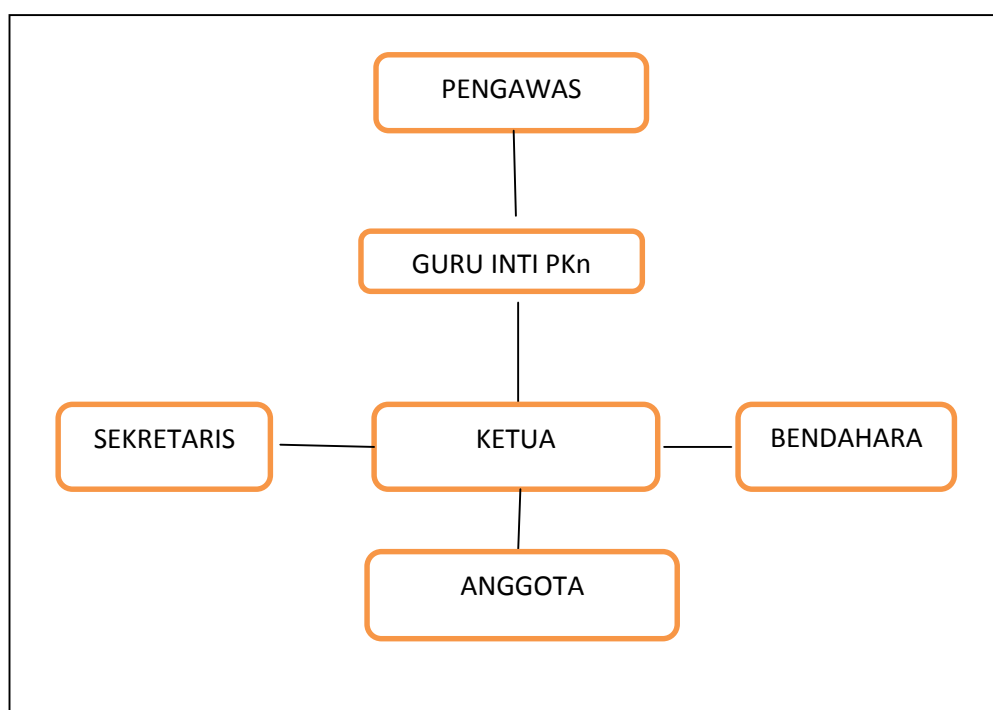 PENGAWAS
GURU INTI PKn
SEKRETARIS
KETUA
BENDAHARA
ANGGOTA